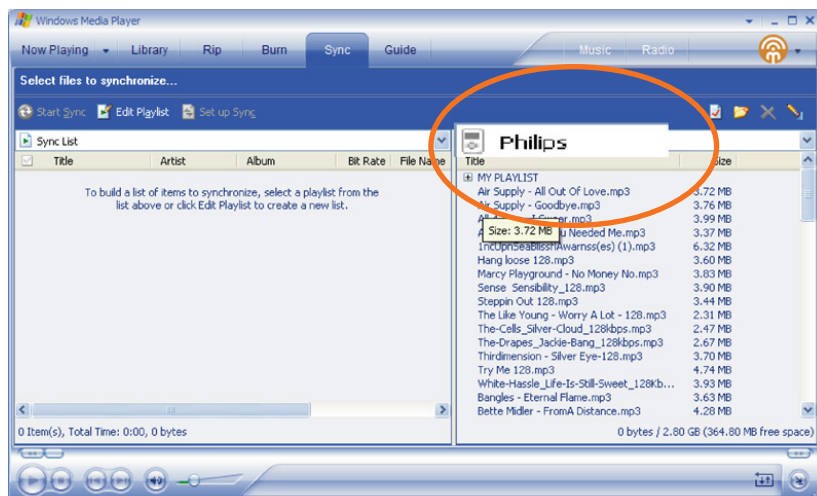 Windows Media Player
Now Playing Library Rip Burn Sync Guide Music Radio
Select files to synchronize...
Start Sync Edit Playlist Set up Sync
Sync List
Title Artist Album Bit Rate File Name
To build a list of items to synchronize, select a playlist from the
list above or click Edit Playlist to create a new list.
0 Item(s), Total Time: 0:00, 0 bytes
Philips
Title Size
MY PLAYLIST
Air Supply - All Out Of Love.mp3 3.72 MB
Air Supply - Goodbye.mp3 3.76 MB
3.99 MB
Size: 3.72 MB
Needed Me.mp3 3.37 MB
(1).mp3 6.32 MB
Hang loose 128.mp3 3.60 MB
Marcy Playground - No Money No.mp3 3.83 MB
Sense Sensibility_128.mp3 3.90 MB
Steppin Out 128.mp3 3.44 MB
The Like Young - Worry A Lot - 128.mp3 2.31 MB
The-Cells_Silver-Cloud_128kbps.mp3 2.47 MB
The-Drapes_Jackie-Bang_128kbps.mp3 2.67 MB
Thirdimension - Silver Eye-128.mp3 3.70 MB
Try Me 128.mp3 4.74 MB
White-Hassle_Life-Is-Still-Sweet_128Kb... 3.93 MB
Bangles - Eternal Flame.mp3 3.63 MB
Bette Midler - FromA Distance.mp3 4.28 MB
0 bytes / 2.80 GB (364.80 MB free space)